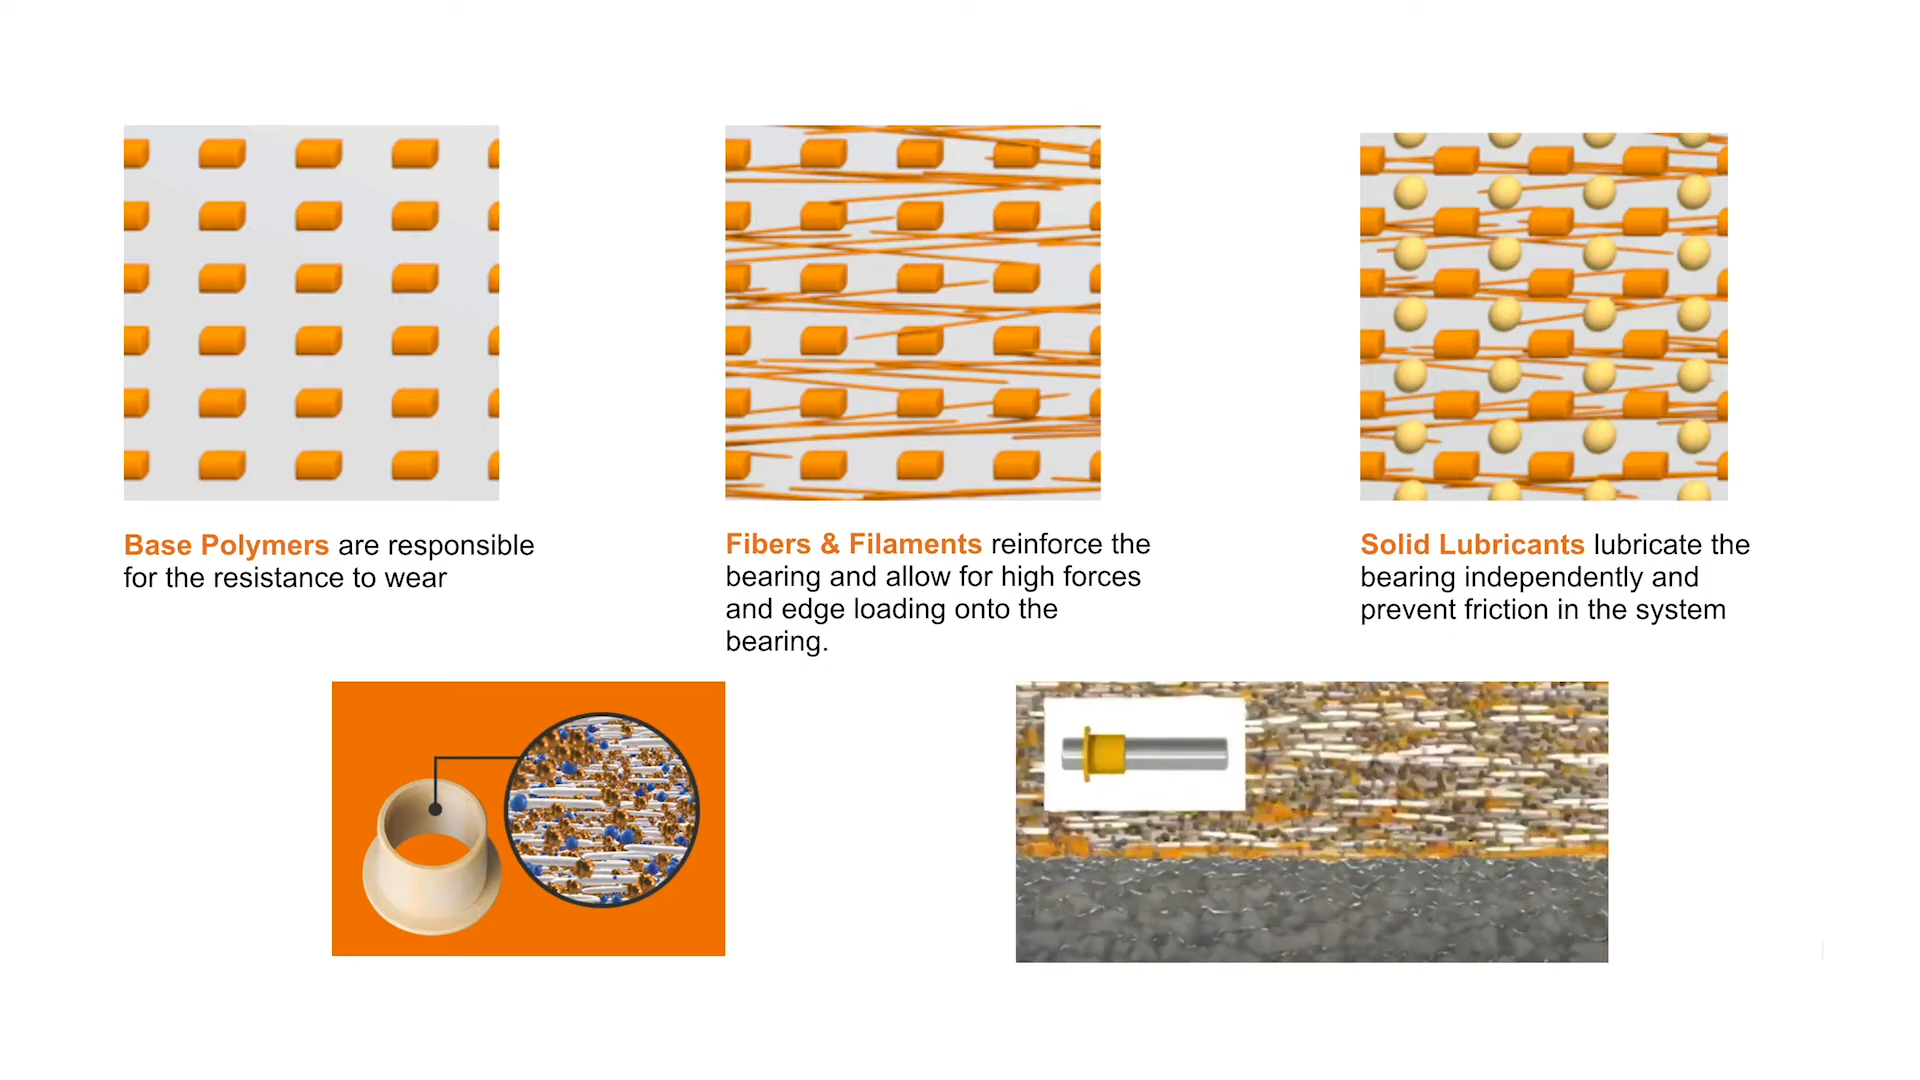 Base Polymers are responsible
for the resistance to wear
Fibers & Filaments reinforce the
bearing and allow for high forces
and edge loading onto the
bearing.
Solid Lubricants lubricate the
bearing independently and
prevent friction in the system